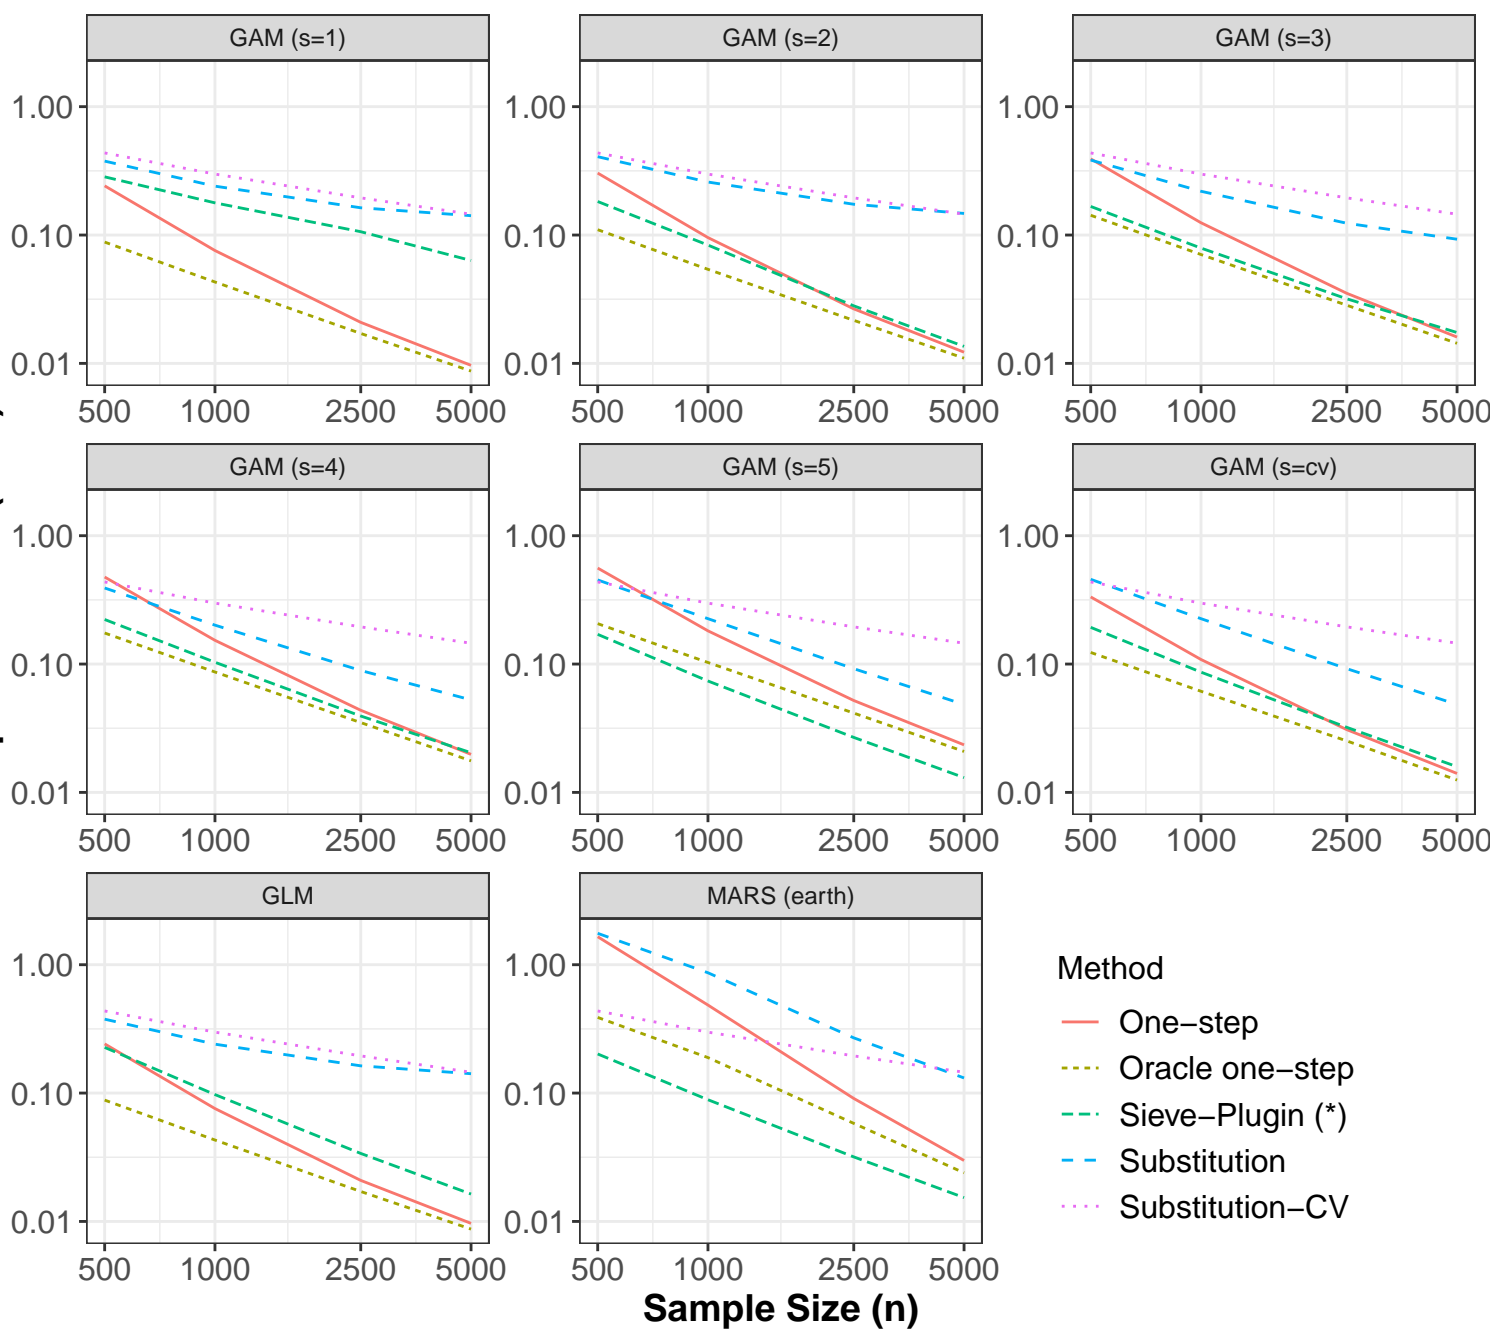 GAM (s=1) GAM (s=2) GAM (s=3)
1.00 1.00 1.00
0.10 0.10 0.10
0.01 0.01 0.01
500 1000 2500 5000 500 1000 2500 5000 500 1000 2500 5000
GAM (s=4) GAM (s=5) GAM (s=cv)
1.00 1.00 1.00
0.10 0.10 0.10
0.01 0.01 0.01
500 1000 2500 5000 500 1000 2500 5000 500 1000 2500 5000
GLM MARS (earth)
1.00 1.00
0.10 0.10
0.01 0.01
500 1000 2500 5000 500 1000 2500 5000
Sample Size (n)
Method
One−step
Oracle one−step
Sieve−Plugin (*)
Substitution
Substitution−CV